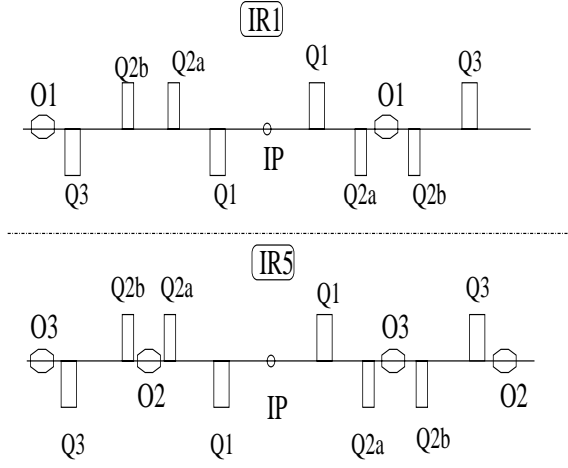 IR1
Q2b Q2a Q1 Q3
O1 O1
IP
Q3 Q1 Q2a Q2b
IR5
Q2b Q2a Q1 Q3
O3 O3
O2 IP O2
Q3 Q1 Q2a Q2b